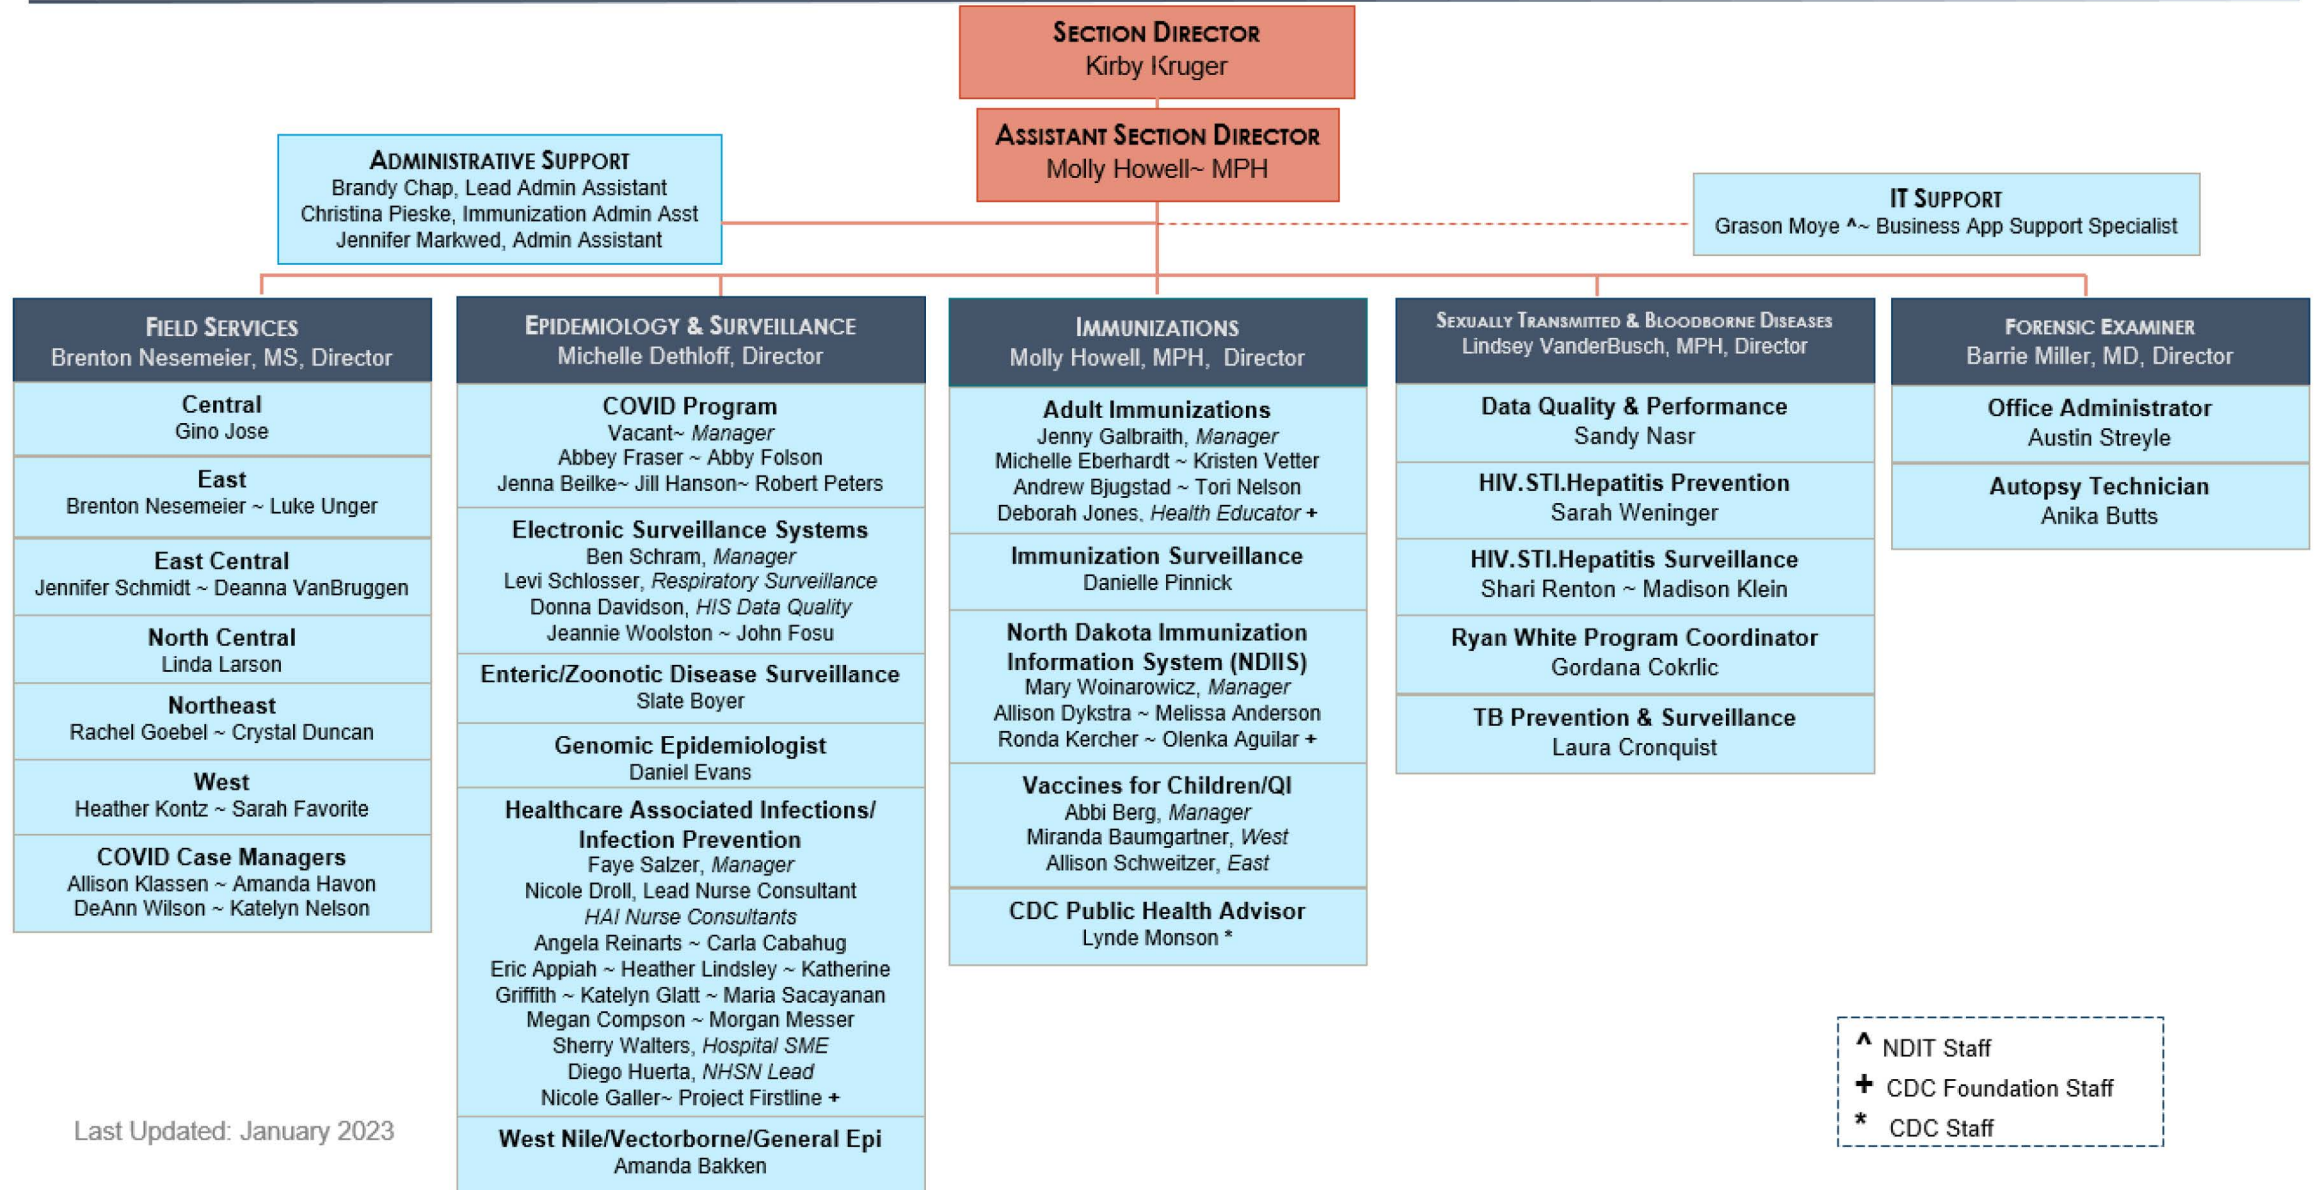 SECTION DIRECTOR
Kirby Kruger
ASSISTANT SECTION DIRECTOR
Molly Howell~ MPH
ADMINISTRATIVE SUPPORT
Brandy Chap, Lead Admin Assistant
Christina Pieske, Immunization Admin Asst
Jennifer Markwed, Admin Assistant
IT SUPPORT
Grason Moye ^~ Business App Support Specialist
FIELD SERVICES
Brenton Nesemeier, MS, Director
Central
Gino Jose
East
Brenton Nesemeier ~ Luke Unger
East Central
Jennifer Schmidt ~ Deanna VanBruggen
North Central
Linda Larson
Northeast
Rachel Goebel ~ Crystal Duncan
West
Heather Kontz ~ Sarah Favorite
COVID Case Managers
Allison Klassen ~ Amanda Havon
DeAnn Wilson ~ Katelyn Nelson
EPIDEMIOLOGY & SURVEILLANCE
Michelle Dethloff, Director
COVID Program
Vacant~ Manager
Abbey Fraser ~ Abby Folson
Jenna Beilke~ Jill Hanson~ Robert Peters
Electronic Surveillance Systems
Ben Schram, Manager
Levi Schlosser, Respiratory Surveillance
Donna Davidson, HIS Data Quality
Jeannie Woolston ~ John Fosu
Enteric/Zoonotic Disease Surveillance
Slate Boyer
Genomic Epidemiologist
Daniel Evans
Healthcare Associated Infections/
Infection Prevention
Faye Salzer, Manager
Nicole Droll, Lead Nurse Consultant
HAI Nurse Consultants
Angela Reinarts ~ Carla Cabahug
Eric Appiah ~ Heather Lindsley ~ Katherine
Griffith ~ Katelyn Glatt ~ Maria Sacayanan
Megan Compson ~ Morgan Messer
Sherry Walters, Hospital SME
Diego Huerta, NHSN Lead
Nicole Galler~ Project Firstline +
West Nile/Vectorborne/General Epi
Amanda Bakken
IMMUNIZATIONS
Molly Howell, MPH, Director
Adult Immunizations
Jenny Galbraith, Manager
Michelle Eberhardt ~ Kristen Vetter
Andrew Bjugstad ~ Tori Nelson
Deborah Jones, Health Educator +
Immunization Surveillance
Danielle Pinnick
North Dakota Immunization
Information System (NDIIS)
Mary Woinarowicz, Manager
Allison Dykstra ~ Melissa Anderson
Ronda Kercher ~ Olenka Aguilar +
Vaccines for Children/QI
Abbi Berg, Manager
Miranda Baumgartner, West
Allison Schweitzer, East
CDC Public Health Advisor
Lynde Monson *
SEXUALLY TRANSMITTED & BLOODBORNE DISEASES
Lindsey VanderBusch, MPH, Director
Data Quality & Performance
Sandy Nasr
HIV.STI.Hepatitis Prevention
Sarah Weninger
HIV.STI.Hepatitis Surveillance
Shari Renton ~ Madison Klein
Ryan White Program Coordinator
Gordana Cokrlic
TB Prevention & Surveillance
Laura Cronquist
FORENSIC EXAMINER
Barrie Miller, MD, Director
Office Administrator
Austin Streyle
Autopsy Technician
Anika Butts
^ NDIT Staff
+ CDC Foundation Staff
* CDC Staff
Last Updated: January 2023